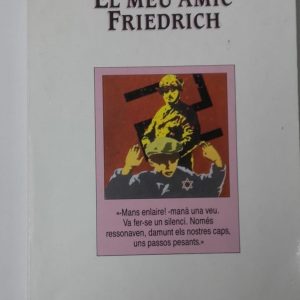 EL MEU AMIC
FRIEDRICH
«-Mans enlaire! -manà una veu.
Va fer-se un silenci. Només
ressonaven, damunt els nostres caps,
uns passos pesants.»